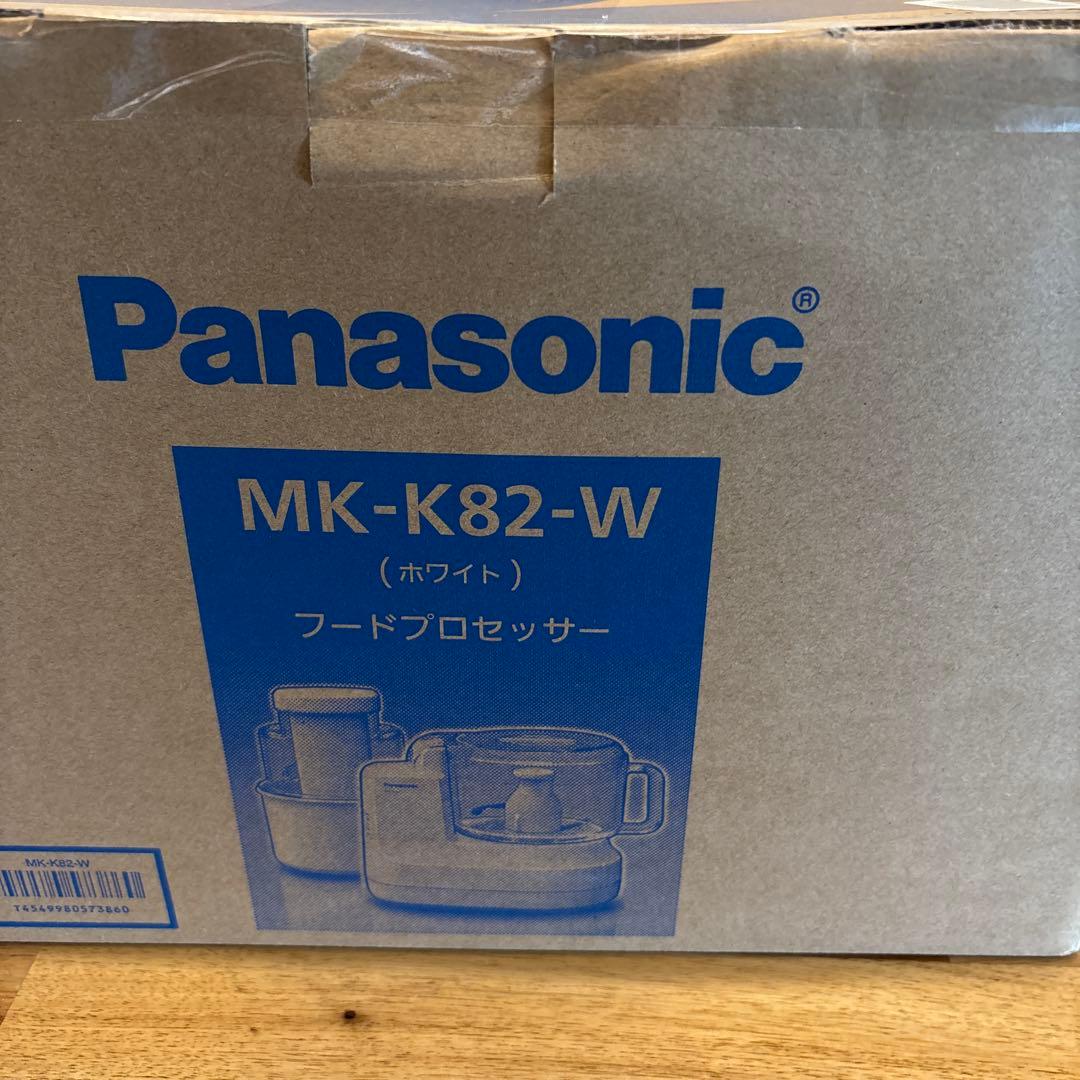 Panasonic®
MK-K82-W
(ホワイト)
フードプロセッサー
Panasonic
MK-K82-W
T4549980573860